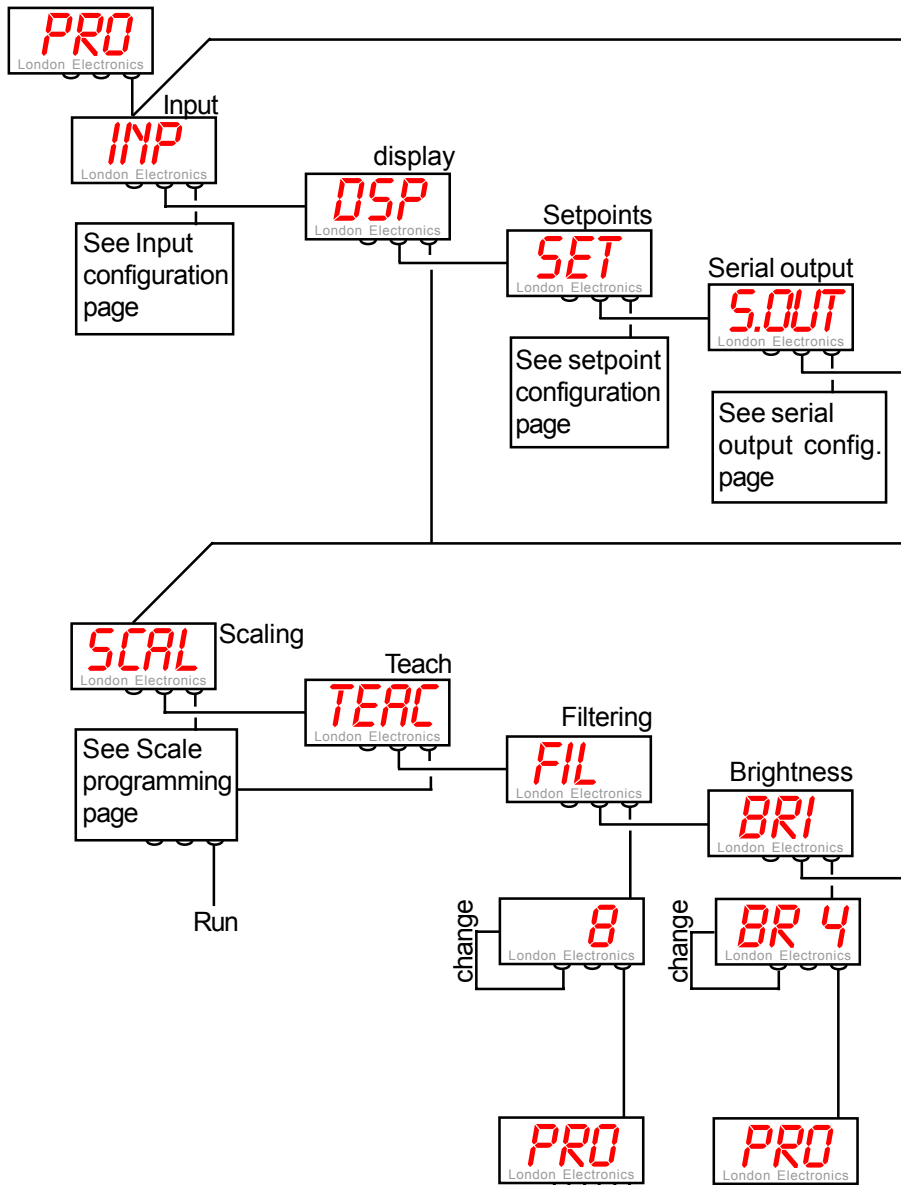 PRO
London Electronics
Input
INP
London Electronics
display
DSP
London Electronics
See Input
configuration
page
Setpoints
SET
London Electronics
Serial output
S.OUT
London Electronics
See setpoint
configuration
page
See serial
output config.
page
SCAL
London Electronics
Scaling
Teach
TEAC
London Electronics
See Scale
programming
page
Filtering
FIL
London Electronics
Brightness
BRI
London Electronics
Run
change
8
London Electronics
change
BR 4
London Electronics
PRO
London Electronics
PRO
London Electronics